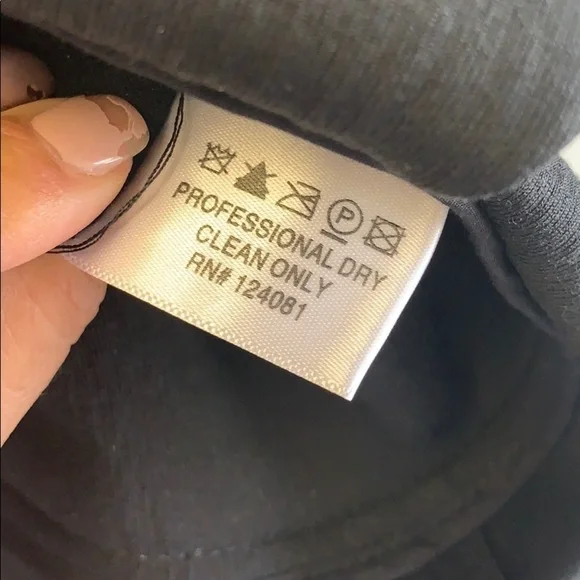 P
PROFESSIONAL DRY
CLEAN ONLY
RN# 124081